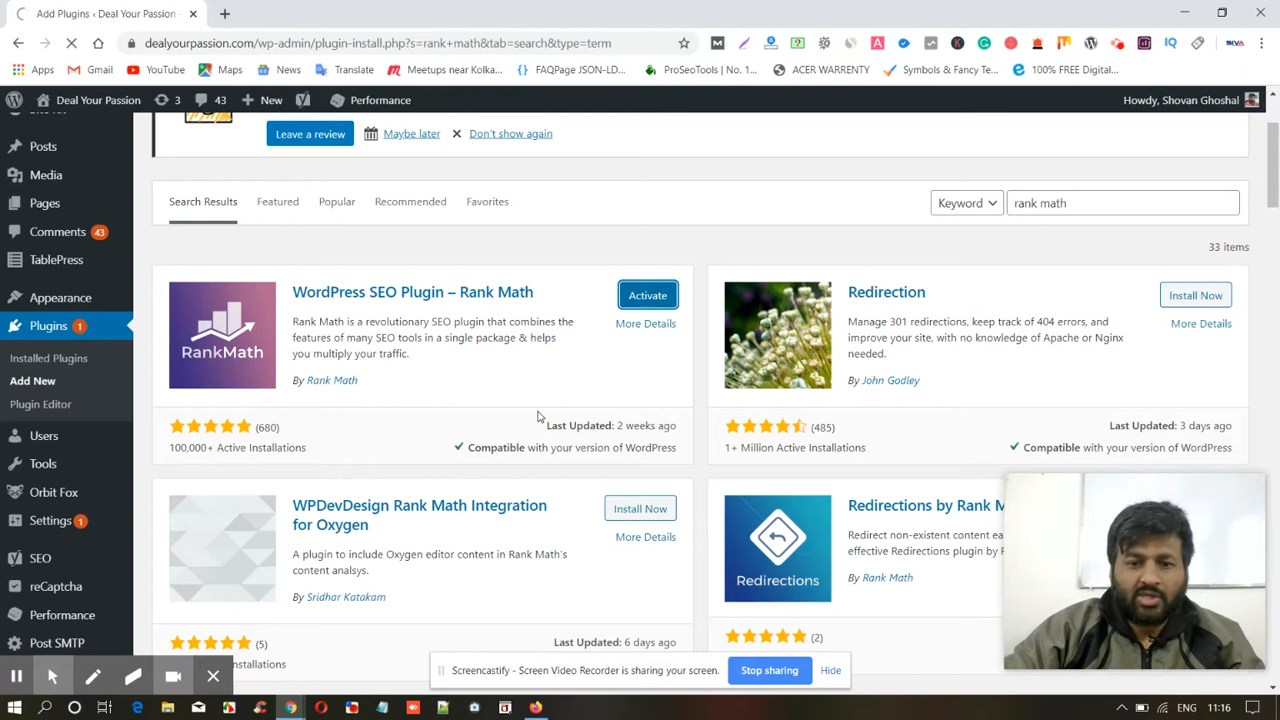 Add Plugins ‹ Deal Your Passion -
dealyourpassion.com/wp-admin/plugin-install.php?s=rank+math&tab=search&type=term
Apps Gmail YouTube Maps News Translate Meetups near Kolka... FAQPage JSON-LD... ProSeoTools | No. 1... ACER WARRENTY Symbols & Fancy Te... 100% FREE Digital...
Deal Your Passion 3 43 New Performance Howdy, Shovan Ghoshal
Posts
Media
Pages
Comments 43
TablePress
Appearance
Plugins 1
Installed Plugins
Add New
Plugin Editor
Users
Tools
Orbit Fox
Settings 1
SEO
reCaptcha
Performance
Post SMTP
Leave a review Maybe later Don't show again
Search Results Featured Popular Recommended Favorites Keyword rank math
33 items
WordPress SEO Plugin – Rank Math
Activate
More Details
Rank Math is a revolutionary SEO plugin that combines the
features of many SEO tools in a single package & helps
you multiply your traffic.
By Rank Math
RANKMATH
(680)
Last Updated: 2 weeks ago
100,000+ Active Installations
Compatible with your version of WordPress
Redirection
Install Now
More Details
Manage 301 redirections, keep track of 404 errors, and
improve your site, with no knowledge of Apache or Nginx
needed.
By John Godley
(485)
Last Updated: 3 days ago
1+ Million Active Installations
Compatible with your version of WordPress
WPDevDesign Rank Math Integration
for Oxygen
Install Now
More Details
A plugin to include Oxygen editor content in Rank Math's
content analsys.
By Sridhar Katakam
(5)
Last Updated: 6 days ago
Installations
Redirections by Rank M
Redirect non-existent content ea
effective Redirections plugin by
By Rank Math
Redirections
(2)
Screencastify - Screen Video Recorder is sharing your screen. Stop sharing Hide
ENG 11:16